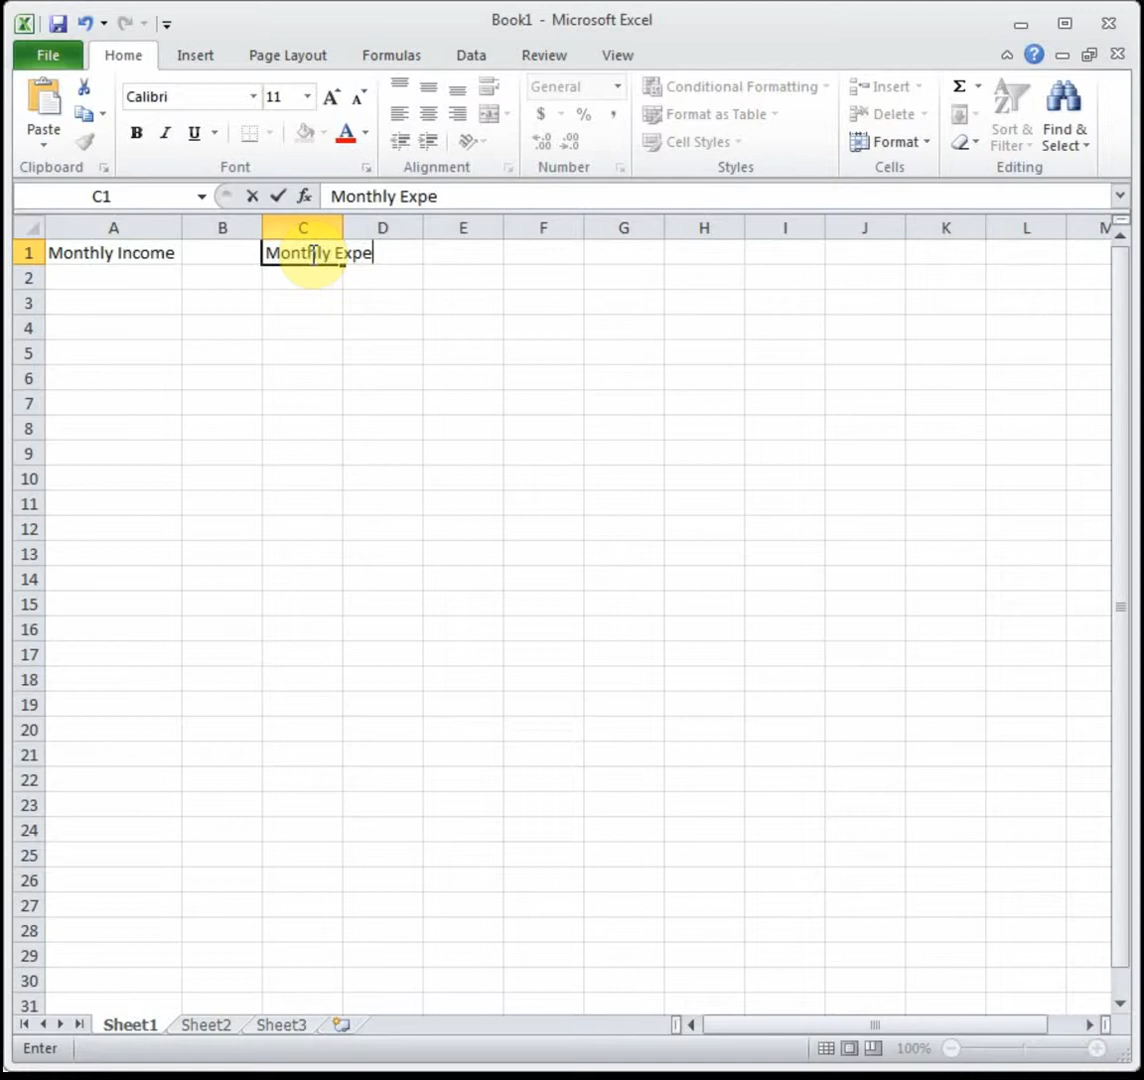 Book1 - Microsoft Excel
File Home Insert Page Layout Formulas Data Review View
Paste
Calibri 11
General
Conditional Formatting
Format as Table
Cell Styles
Insert
Delete
Format
Sort & Filter
Find & Select
Clipboard Font Alignment Number Styles Cells Editing
C1 fx Monthly Expe
A B C D E F G H I J K L M
1 Monthly Income Monthly Expe
2
3
4
5
6
7
8
9
10
11
12
13
14
15
16
17
18
19
20
21
22
23
24
25
26
27
28
29
30
31
Sheet1 Sheet2 Sheet3
Enter 100%